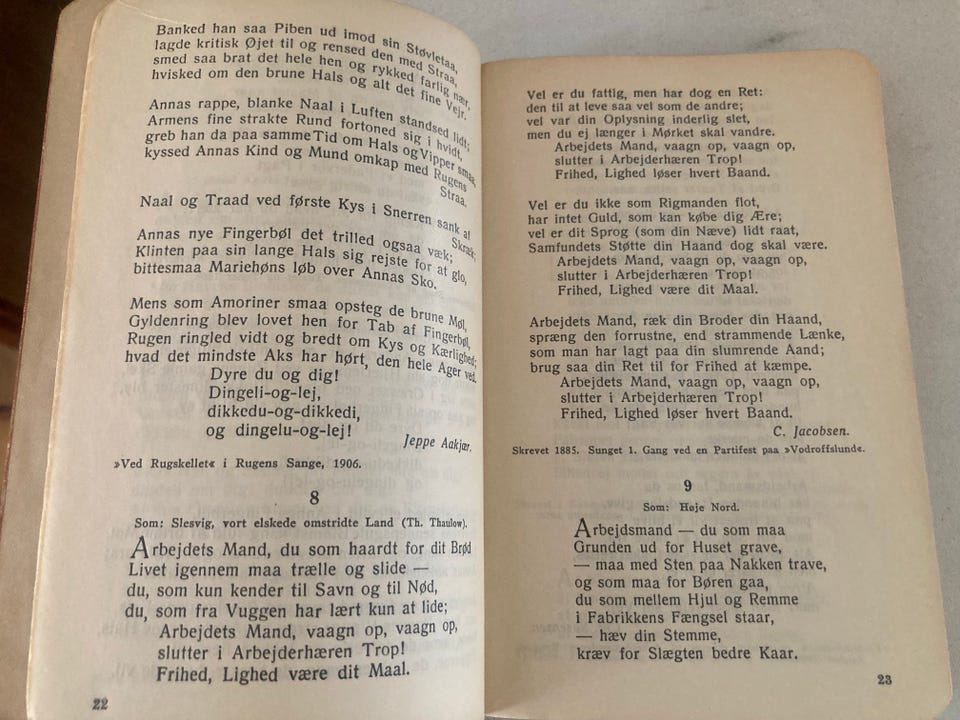 Banked han saa Piben ud imod sin Støvletaa,
lagde kritisk Øjet til og rensed den med Straa,
smed saa brat det hele hen og rykked farlig nær,
hvisked om den brune Hals og alt det fine Vejr.
Annas rappe, blanke Naal i Luften standsed lidt;
Armens fine strakte Rund fortoned sig i hvidt,
greb han da paa samme Tid om Hals og Vipper smaa,
kyssed Annas Kind og Mund omkap med Rugens
Straa.
Naal og Traad ved første Kys i Snerren sank af
Skræk;
Annas nye Fingerbøl det trilled ogsaa væk;
Klinten paa sin lange Hals sig rejste for at glo,
bittesmaa Mariehøns løb over Annas Sko.
Mens som Amoriner smaa opsteg de brune Møl,
Gyldenring blev lovet hen for Tab af Fingerbøl,
Rugen ringled vidt og bredt om Kys og Kærlighed;
hvad det mindste Aks har hørt, den hele Ager ved.
Dyre du og dig!
Dingeli-og-lej,
dikkedu-og-dikkedi,
og dingelu-og-lej!
Jeppe Aakjær.
»Ved Rugskellet« i Rugens Sange, 1906.
8
Som: Slesvig, vort elskede omstridte Land (Th. Thaulow).
Arbejdets Mand, du som haardt for dit Brød
Livet igennem maa trælle og slide —
du, som kun kender til Savn og til Nød,
du, som fra Vuggen har lært kun at lide;
Arbejdets Mand, vaagn op, vaagn op,
slutter i Arbejderhæren Trop!
Frihed, Lighed være dit Maal.
22
Vel er du fattig, men har dog en Ret:
den til at leve saa vel som de andre;
vel var din Oplysning inderlig slet,
men du ej længer i Mørket skal vandre.
Arbejdets Mand, vaagn op, vaagn op,
slutter i Arbejderhæren Trop!
Frihed, Lighed løser hvert Baand.
Vel er du ikke som Rigmanden flot,
har intet Guld, som kan købe dig Ære;
vel er dit Sprog (som din Næve) lidt raat,
Samfundets Støtte din Haand dog skal være.
Arbejdets Mand, vaagn op, vaagn op,
slutter i Arbejderhæren Trop!
Frihed, Lighed være dit Maal.
Arbejdets Mand, ræk din Broder din Haand,
spræng den forrustne, end strammende Lænke,
som man har lagt paa din slumrende Aand;
brug saa din Ret til for Frihed at kæmpe.
Arbejdets Mand, vaagn op, vaagn op,
slutter i Arbejderhæren Trop!
Frihed, Lighed løser hvert Baand.
C. Jacobsen.
Skrevet 1885. Sunget 1. Gang ved en Partifest paa »Vodroffslund«.
9
Som: Høje Nord.
Arbejdsmand — du som maa
Grunden ud for Huset grave,
— maa med Sten paa Nakken trave,
og som maa for Børen gaa,
du som mellem Hjul og Remme
i Fabrikkens Fængsel staar,
— hæv din Stemme,
kræv for Slægten bedre Kaar.
23